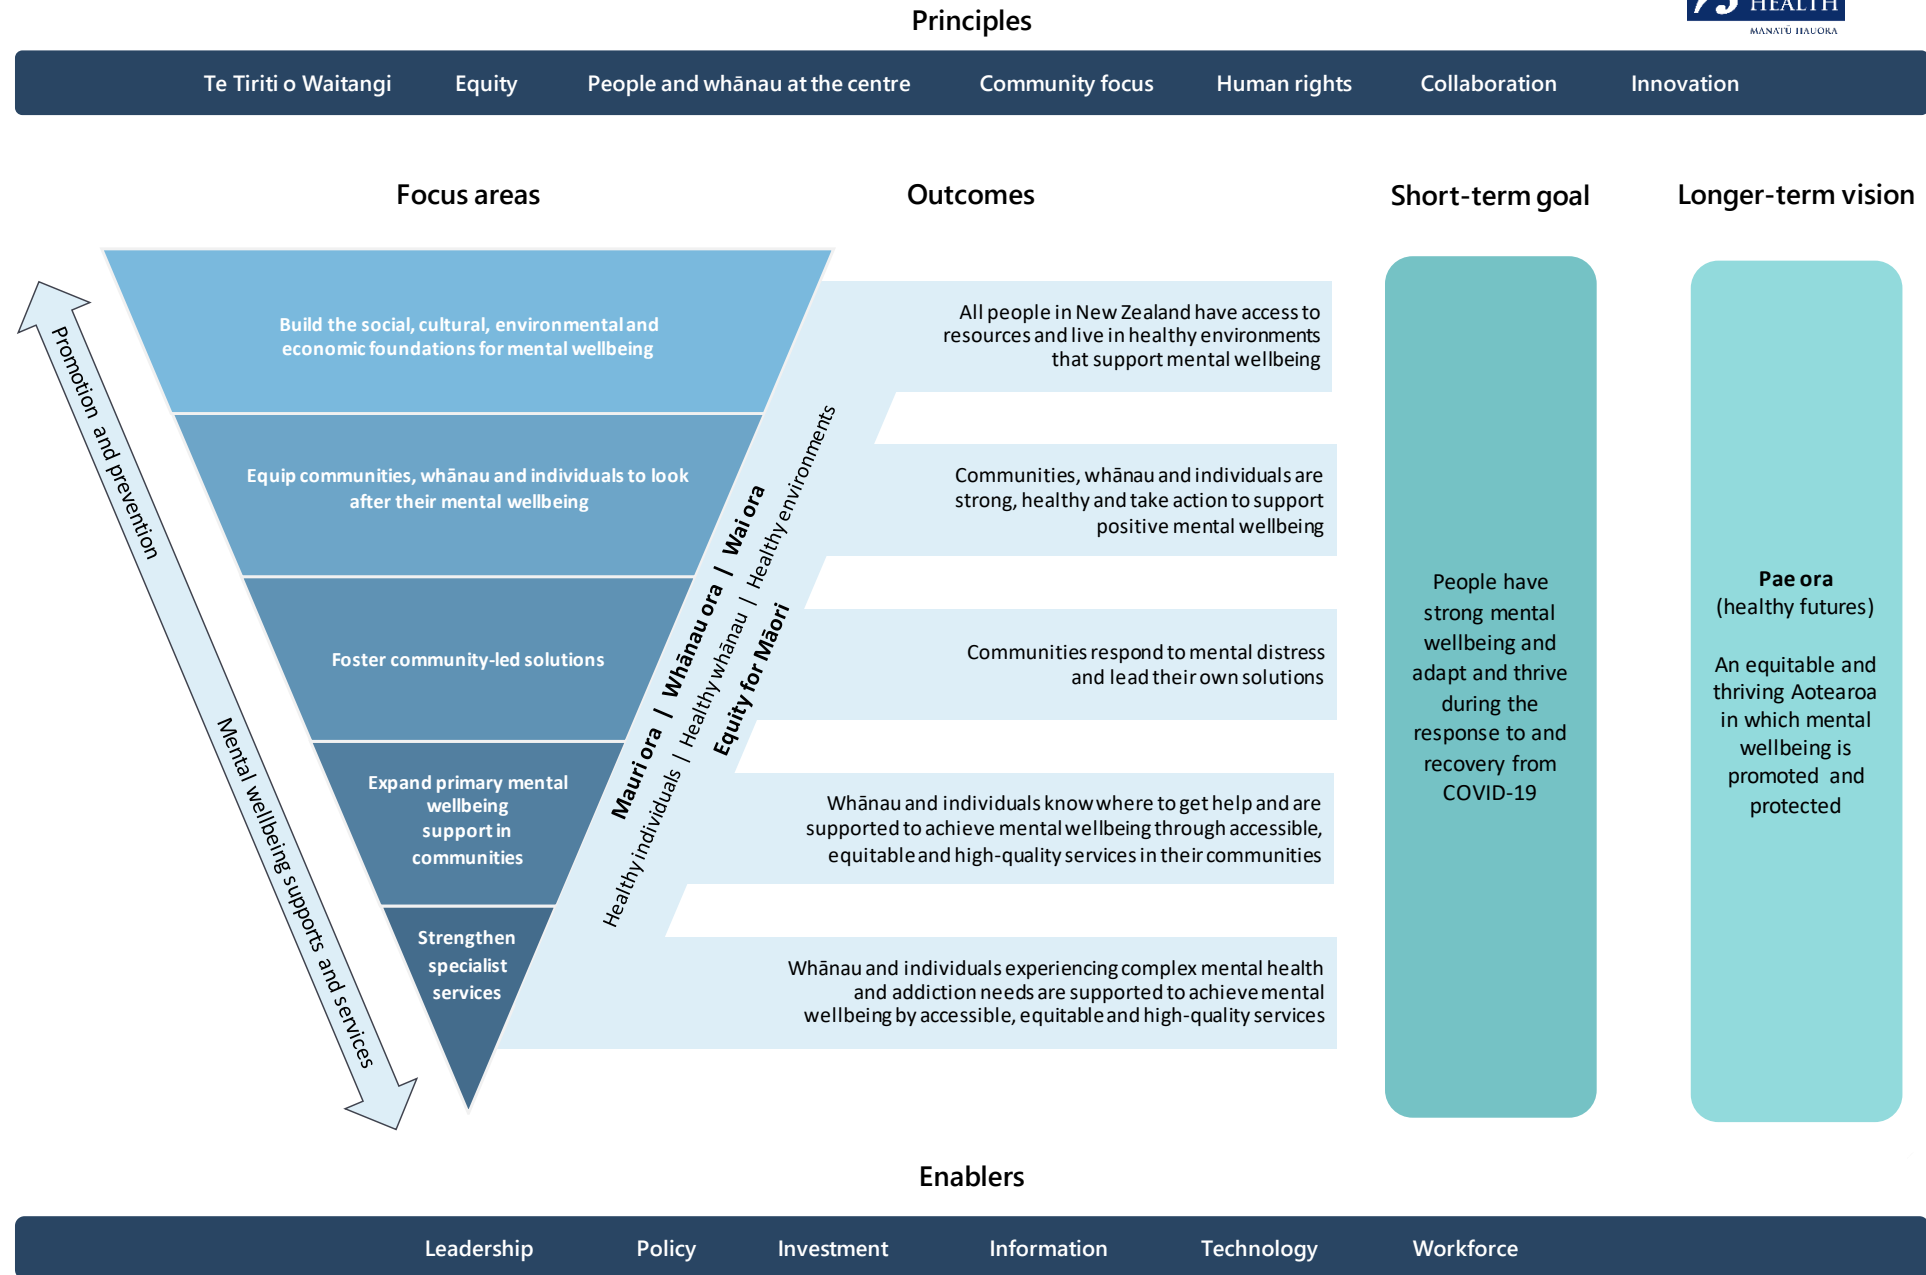 HEALTH
MANATŪ HAUORA
Principles
Te Tiriti o Waitangi Equity People and whānau at the centre Community focus Human rights Collaboration Innovation
Focus areas
Outcomes
Short-term goal
Longer-term vision
Promotion and prevention
Mental wellbeing supports and services
Build the social, cultural, environmental and
economic foundations for mental wellbeing
Equip communities, whānau and individuals to look
after their mental wellbeing
Foster community-led solutions
Expand primary mental
wellbeing
support in
communities
Strengthen
specialist
services
Mauri ora | Whānau ora | Wai ora
Healthy individuals | Healthy whānau | Healthy environments
Equity for Māori
All people in New Zealand have access to
resources and live in healthy environments
that support mental wellbeing
Communities, whānau and individuals are
strong, healthy and take action to support
positive mental wellbeing
Communities respond to mental distress
and lead their own solutions
Whānau and individuals know where to get help and are
supported to achieve mental wellbeing through accessible,
equitable and high-quality services in their communities
Whānau and individuals experiencing complex mental health
and addiction needs are supported to achieve mental
wellbeing by accessible, equitable and high-quality services
People have
strong mental
wellbeing and
adapt and thrive
during the
response to and
recovery from
COVID-19
Pae ora
(healthy futures)
An equitable and
thriving Aotearoa
in which mental
wellbeing is
promoted and
protected
Enablers
Leadership Policy Investment Information Technology Workforce